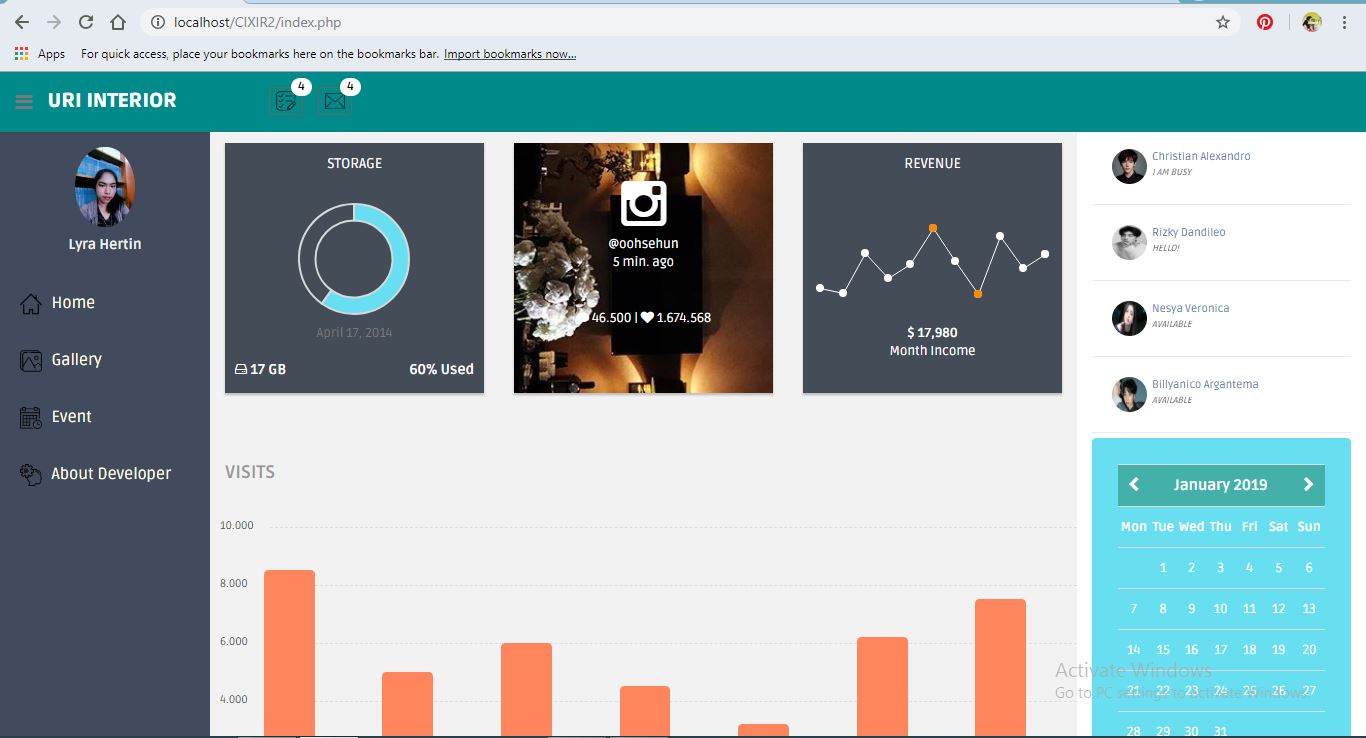 localhost/CIXIR2/index.php
Apps For quick access, place your bookmarks here on the bookmarks bar. Import bookmarks now...
URI INTERIOR
4
4
Lyra Hertin
Home
Gallery
Event
About Developer
STORAGE
April 17, 2014
17 GB 60% Used
@oohsehun
5 min. ago
46.500 | 1.674.568
REVENUE
$ 17,980
Month Income
VISITS
10.000
8.000
6.000
4.000
Christian Alexandro
I AM BUSY
Rizky Dandileo
HELLO!
Nesya Veronica
AVAILABLE
Billyanico Argantema
AVAILABLE
January 2019
Mon Tue Wed Thu Fri Sat Sun
1 2 3 4 5 6
7 8 9 10 11 12 13
14 15 16 17 18 19 20
21 22 23 24 25 26 27
28 29 30 31
Activate Windows
Go to PC settings to activate Windows.